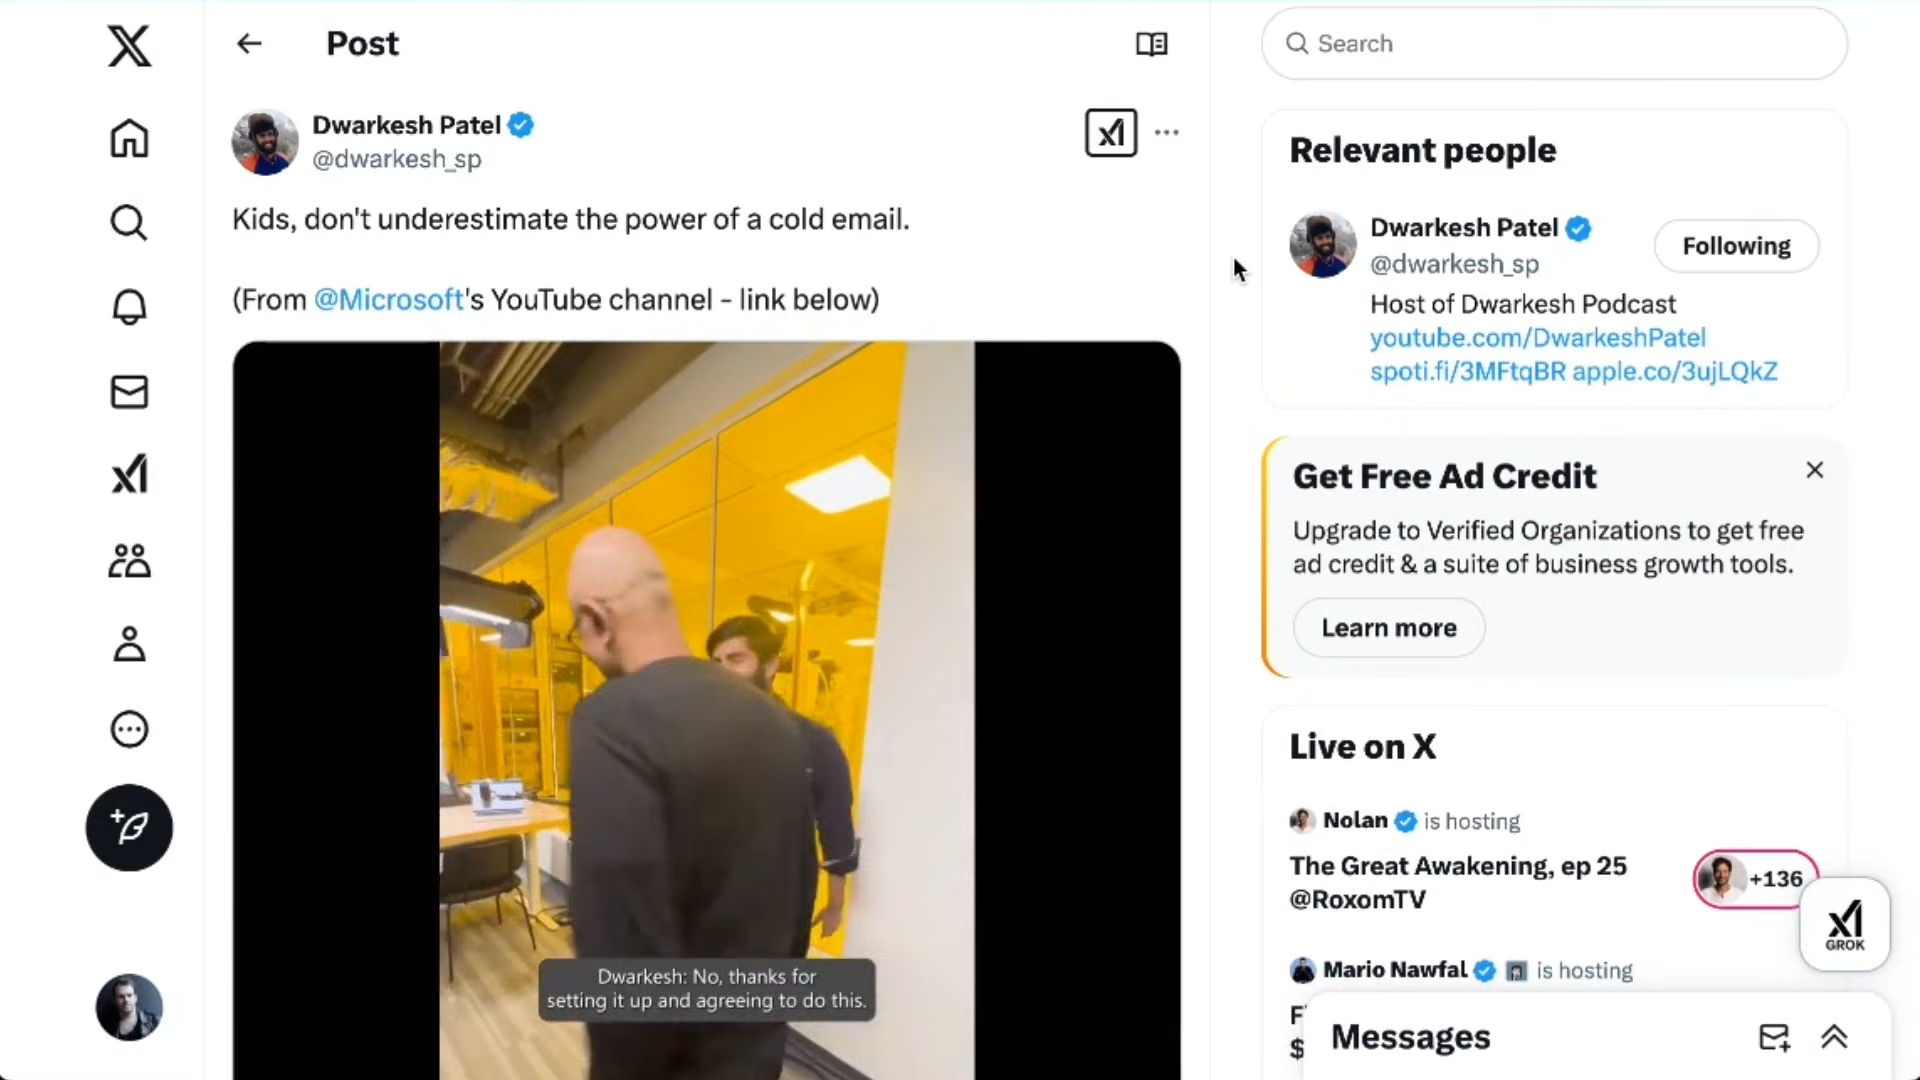 Post
Dwarkesh Patel
@dwarkesh_sp
Kids, don't underestimate the power of a cold email.
(From @Microsoft's YouTube channel - link below)
Dwarkesh: No, thanks for
setting it up and agreeing to do this.
Search
Relevant people
Dwarkesh Patel
@dwarkesh_sp
Following
Host of Dwarkesh Podcast
youtube.com/DwarkeshPatel
spoti.fi/3MFtqBR apple.co/3ujLQkZ
Get Free Ad Credit
Upgrade to Verified Organizations to get free
ad credit & a suite of business growth tools.
Learn more
Live on X
Nolan is hosting
The Great Awakening, ep 25
@RoxomTV
+136
GROK
Mario Nawfal is hosting
F
$
Messages